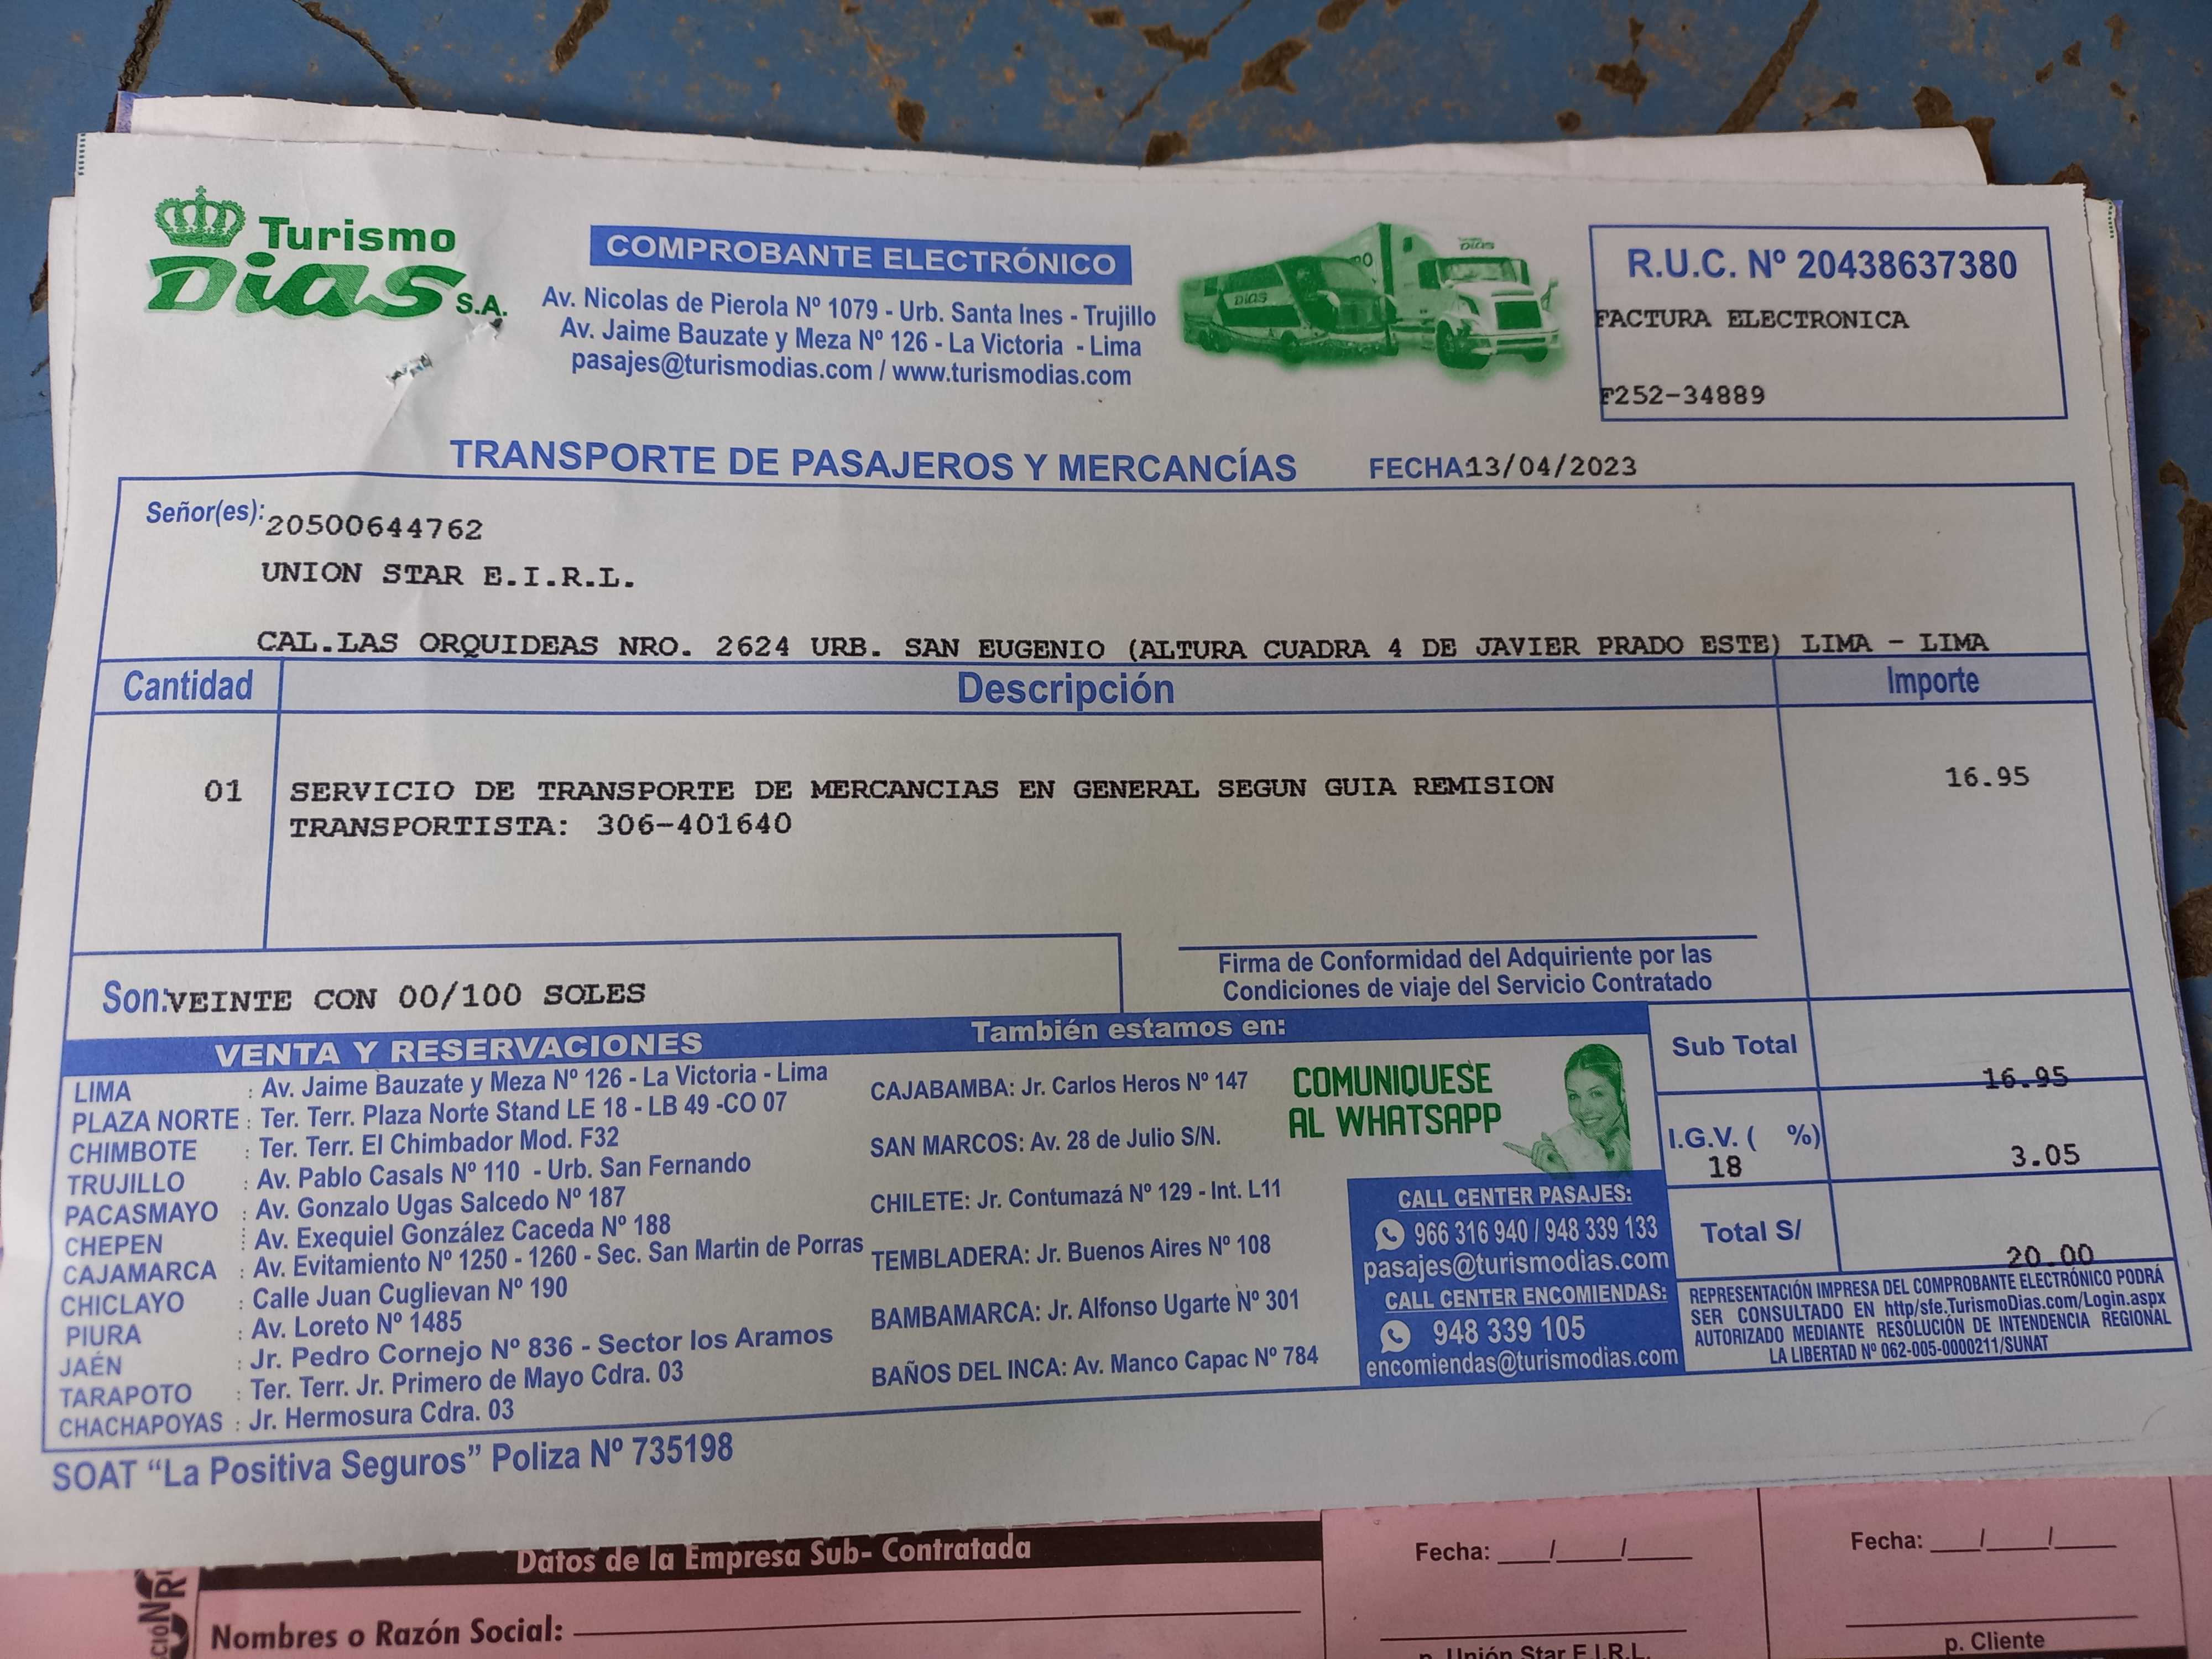 Turismo
Dias S.A.
COMPROBANTE ELECTRÓNICO
Av. Nicolas de Pierola Nº 1079 - Urb. Santa Ines - Trujillo
Av. Jaime Bauzate y Meza Nº 126 - La Victoria - Lima
pasajes@turismodias.com / www.turismodias.com
DIAS
Dias
R.U.C. Nº 20438637380
FACTURA ELECTRONICA
F252-34889
TRANSPORTE DE PASAJEROS Y MERCANCÍAS
FECHA13/04/2023
Señor(es): 20500644762
UNION STAR E.I.R.L.
CAL.LAS ORQUIDEAS NRO. 2624 URB. SAN EUGENIO (ALTURA CUADRA 4 DE JAVIER PRADO ESTE) LIMA - LIMA
Cantidad Descripción Importe
01 SERVICIO DE TRANSPORTE DE MERCANCIAS EN GENERAL SEGUN GUIA REMISION 16.95
TRANSPORTISTA: 306-401640
Firma de Conformidad del Adquiriente por las
Condiciones de viaje del Servicio Contratado
Son:VEINTE CON 00/100 SOLES
Sub Total 16.95
I.G.V. ( %) 3.05
18
Total S/ 20.00
VENTA Y RESERVACIONES
LIMA : Av. Jaime Bauzate y Meza Nº 126 - La Victoria - Lima
PLAZA NORTE : Ter. Terr. Plaza Norte Stand LE 18 - LB 49 -CO 07
CHIMBOTE : Ter. Terr. El Chimbador Mod. F32
TRUJILLO : Av. Pablo Casals Nº 110 - Urb. San Fernando
PACASMAYO : Av. Gonzalo Ugas Salcedo Nº 187
CHEPEN : Av. Exequiel González Caceda Nº 188
CAJAMARCA : Av. Evitamiento Nº 1250 - 1260 - Sec. San Martin de Porras
CHICLAYO : Calle Juan Cuglievan Nº 190
PIURA : Av. Loreto Nº 1485
JAÉN : Jr. Pedro Cornejo Nº 836 - Sector los Aramos
TARAPOTO : Ter. Terr. Jr. Primero de Mayo Cdra. 03
CHACHAPOYAS : Jr. Hermosura Cdra. 03
También estamos en:
CAJABAMBA: Jr. Carlos Heros Nº 147
SAN MARCOS: Av. 28 de Julio S/N.
CHILETE: Jr. Contumazá Nº 129 - Int. L11
TEMBLADERA: Jr. Buenos Aires Nº 108
BAMBAMARCA: Jr. Alfonso Ugarte Nº 301
BAÑOS DEL INCA: Av. Manco Capac Nº 784
COMUNIQUESE
AL WHATSAPP
CALL CENTER PASAJES:
966 316 940 / 948 339 133
pasajes@turismodias.com
CALL CENTER ENCOMIENDAS:
948 339 105
encomiendas@turismodias.com
REPRESENTACIÓN IMPRESA DEL COMPROBANTE ELECTRÓNICO PODRÁ
SER CONSULTADO EN http/sfe.TurismoDias.com/Login.aspx
AUTORIZADO MEDIANTE RESOLUCIÓN DE INTENDENCIA REGIONAL
LA LIBERTAD Nº 062-005-0000211/SUNAT
SOAT “La Positiva Seguros” Poliza Nº 735198
Datos de la Empresa Sub- Contratada
Nombres o Razón Social:
Fecha: ___/___/___
p. Unión Star E.I.R.L.
Fecha: ___/___/___
p. Cliente